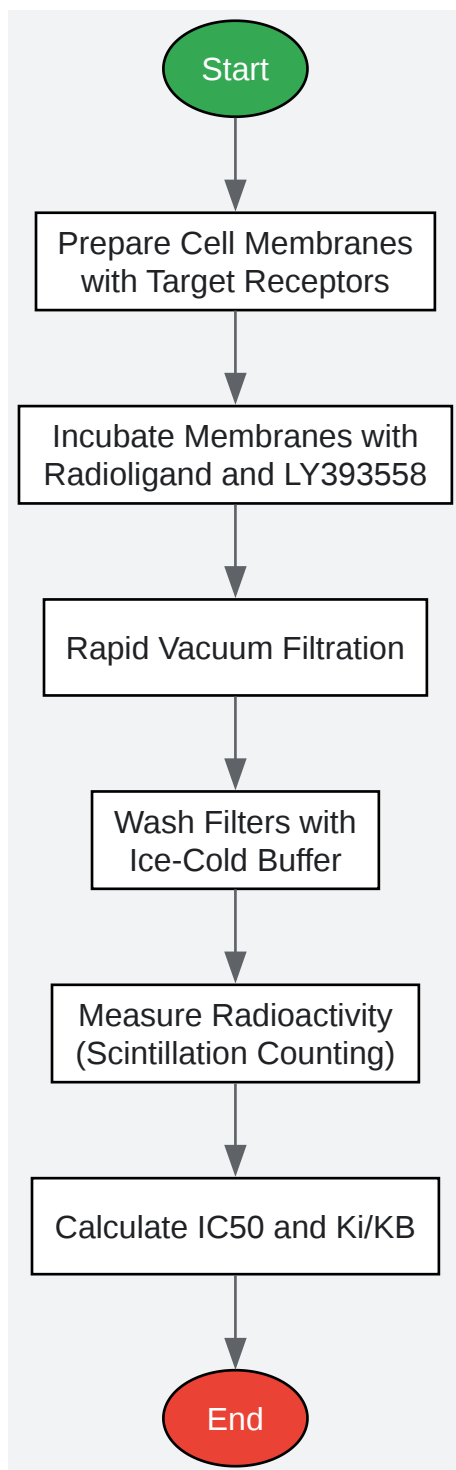 Start
Prepare Cell Membranes
with Target Receptors
Incubate Membranes with
Radioligand and LY393558
Rapid Vacuum Filtration
Wash Filters with
Ice-Cold Buffer
Measure Radioactivity
(Scintillation Counting)
Calculate IC50 and Ki/KB
End